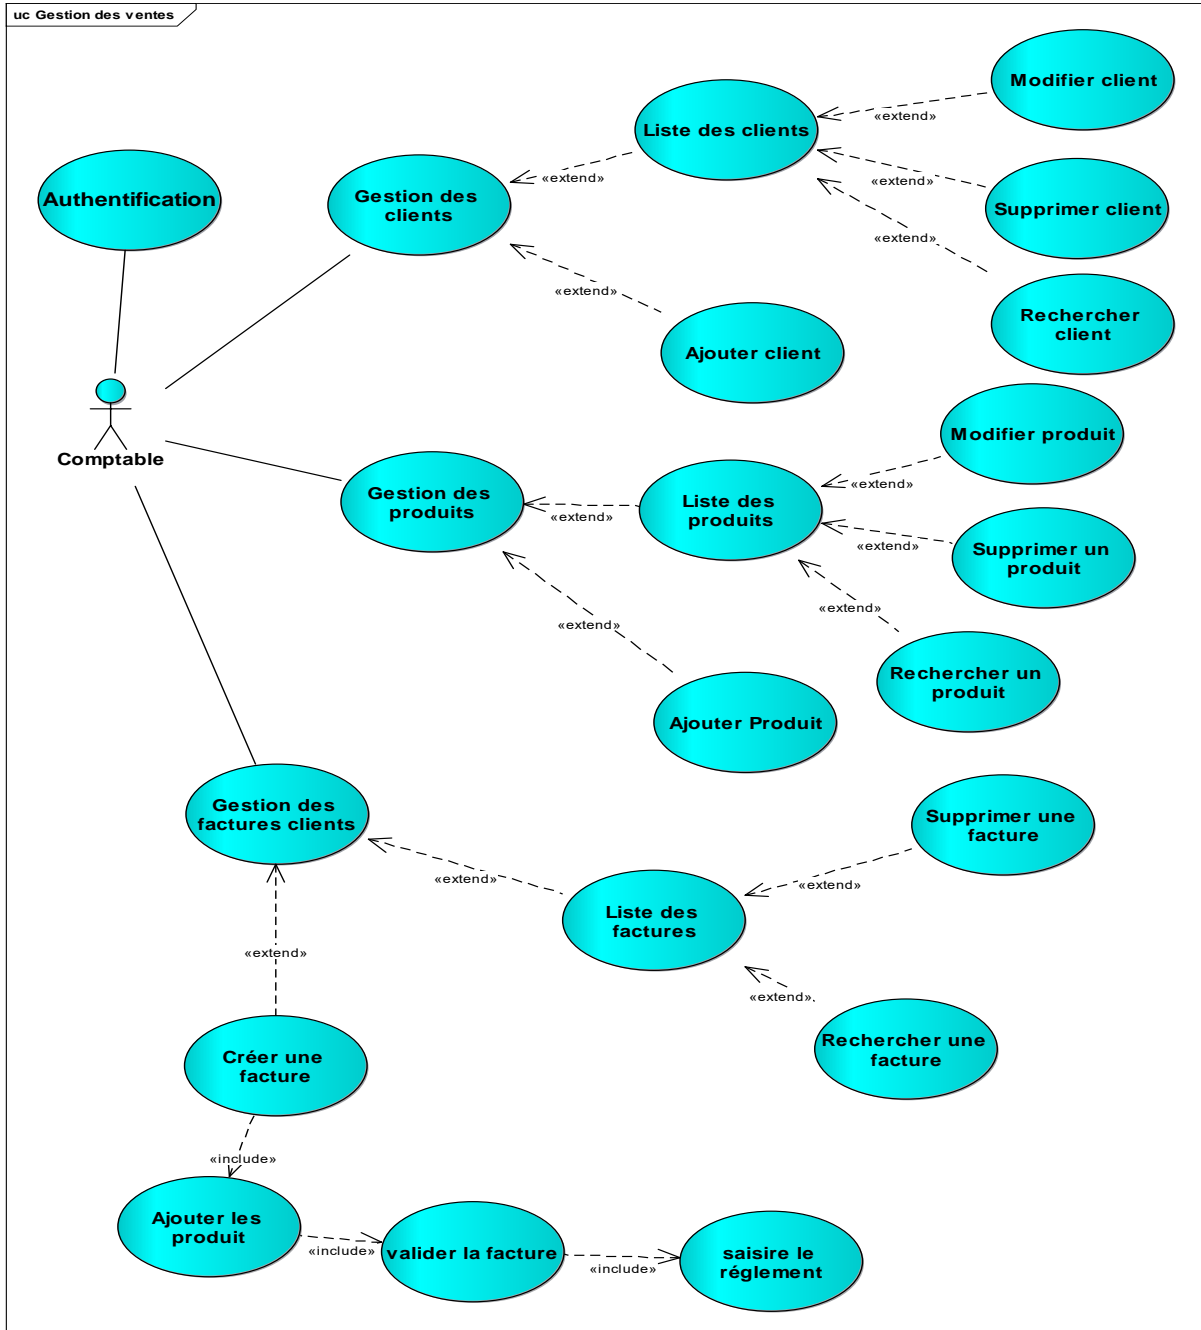 uc Gestion des ventes
Modifier client
«extend»
Liste des clients
«extend»
Supprimer client
«extend»
Authentification
Gestion des
clients
«extend»
«extend»
Rechercher
client
Ajouter client
Comptable
Modifier produit
Gestion des
produits
«extend»
Liste des
produits
«extend»
«extend»
Supprimer un
produit
«extend»
«extend»
Rechercher un
produit
Ajouter Produit
Gestion des
factures clients
Supprimer une
facture
«extend»
«extend»
Liste des
factures
«extend»
«extend»
Rechercher une
facture
Créer une
facture
«include»
Ajouter les
produit
«include»
valider la facture
«include»
saisire le
réglement